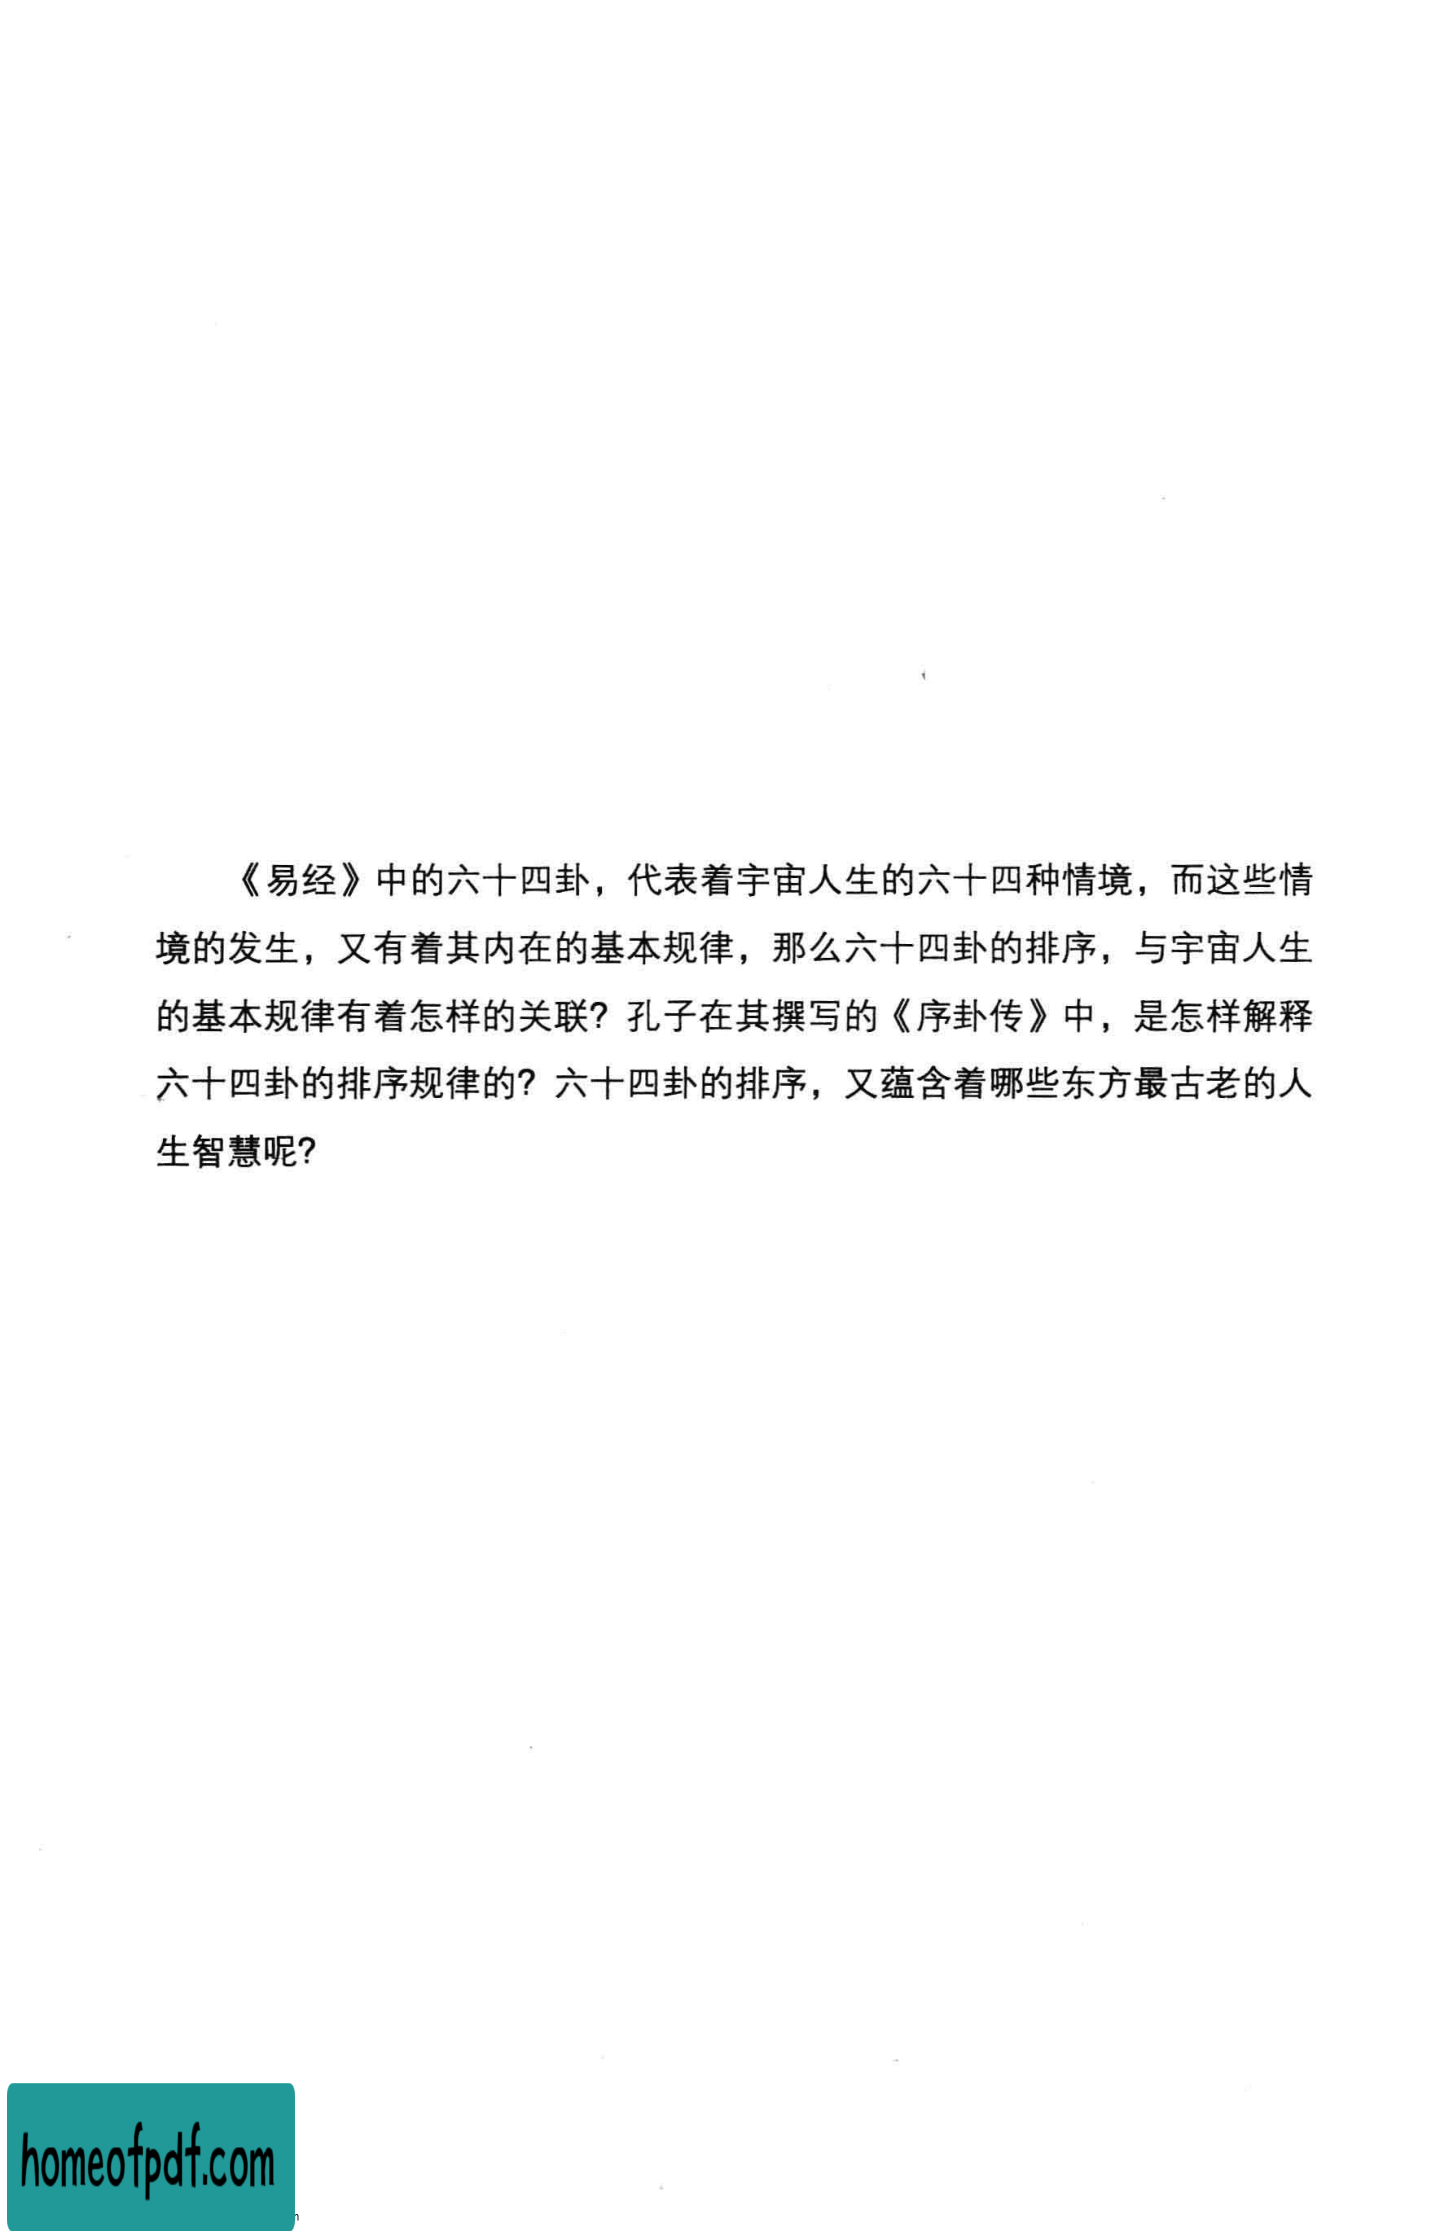 《易经》中的六十四卦，代表着宇宙人生的六十四种情境，而这些情
境的发生，又有着其内在的基本规律，那么六十四卦的排序，与宇宙人生
的基本规律有着怎样的关联？孔子在其撰写的《序卦传》中，是怎样解释
六十四卦的排序规律的？六十四卦的排序，又蕴含着哪些东方最古老的人
生智慧呢？
homeofpdf.com